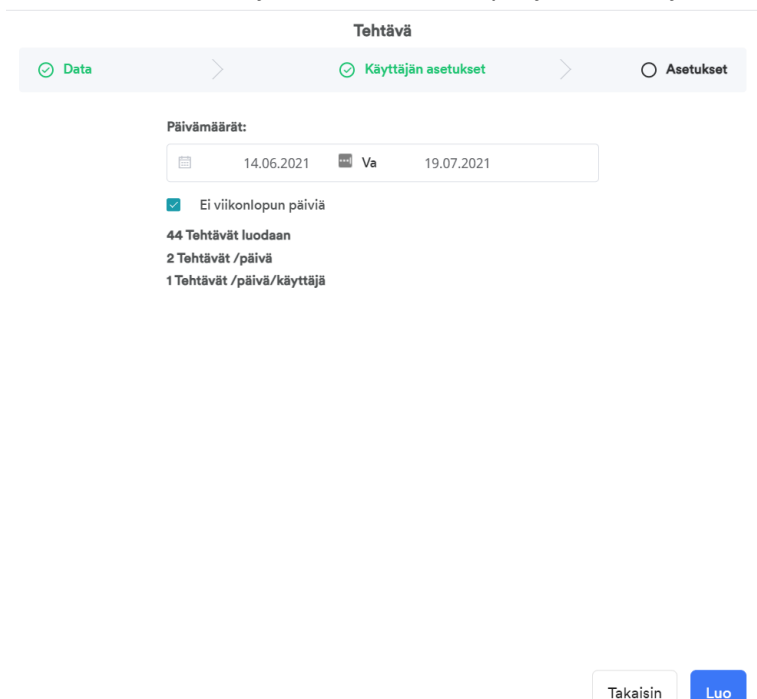 Tehtävä
Data
Käyttäjän asetukset
Asetukset
Päivämäärät:
14.06.2021 Va 19.07.2021
Ei viikonlopun päiviä
44 Tehtävät luodaan
2 Tehtävät /päivä
1 Tehtävät /päivä/käyttäjä
Takaisin
Luo